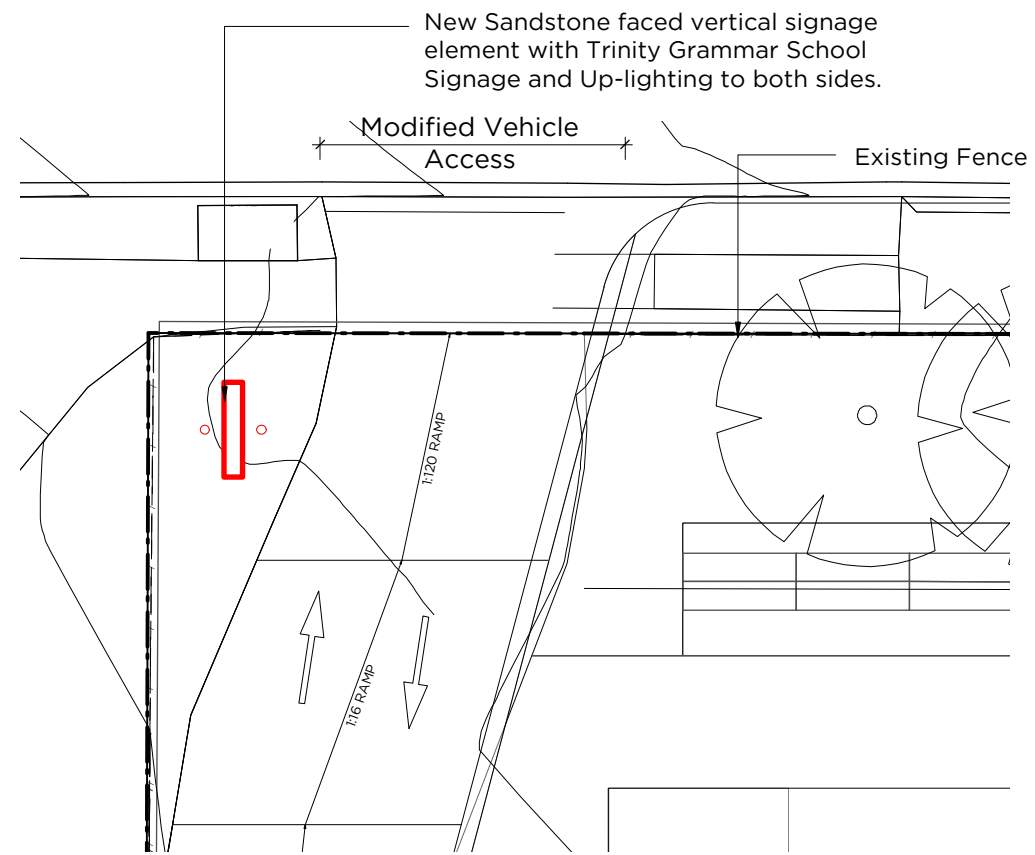 New Sandstone faced vertical signage
element with Trinity Grammar School
Signage and Up-lighting to both sides.
Modified Vehicle
Access
Existing Fence
1:120 RAMP
1:16 RAMP